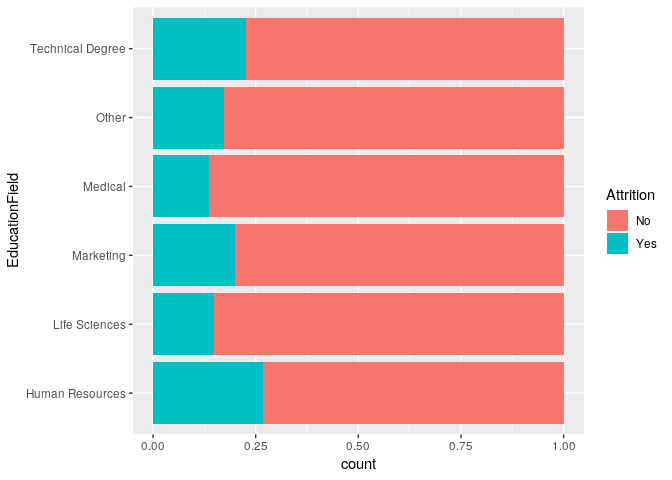 Technical Degree
Other
Medical
Marketing
Life Sciences
Human Resources
EducationField
0.00 0.25 0.50 0.75 1.00
count
Attrition
No
Yes